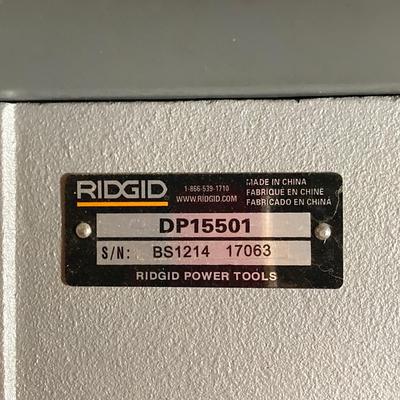 RIDGID
1-866-539-1710
WWW.RIDGID.COM
MADE IN CHINA
FABRIQUÉ EN CHINE
FABRICADO EN CHINA
DP15501
S/N: BS1214 17063
RIDGID POWER TOOLS